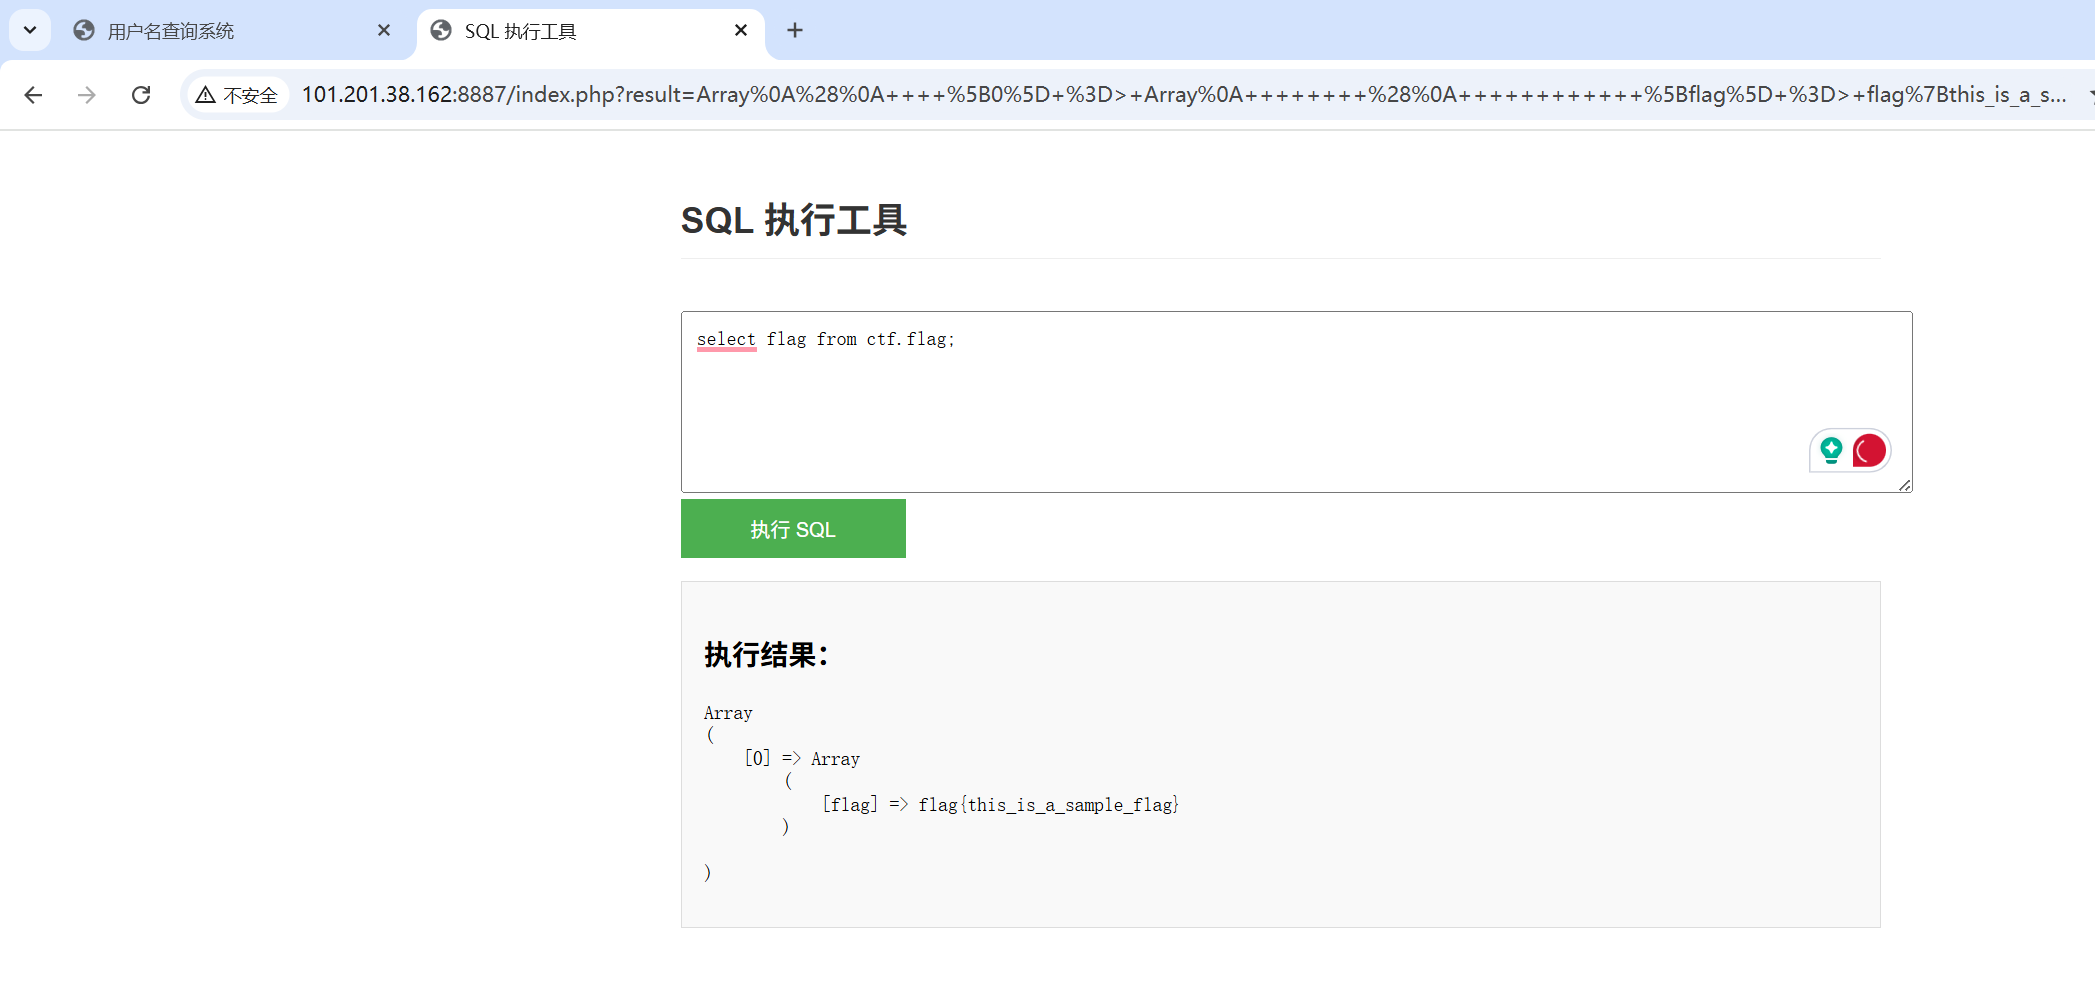 用户名查询系统
SQL 执行工具
不安全
101.201.38.162:8887/index.php?result=Array%0A%28%0A++++%5B0%5D+%3D>+Array%0A++++++++%28%0A++++++++++++%5Bflag%5D+%3D>+flag%7Bthis_is_a_s...
SQL 执行工具
select flag from ctf.flag;
执行 SQL
执行结果：
Array
(
    [0] => Array
        (
            [flag] => flag{this_is_a_sample_flag}
        )
)